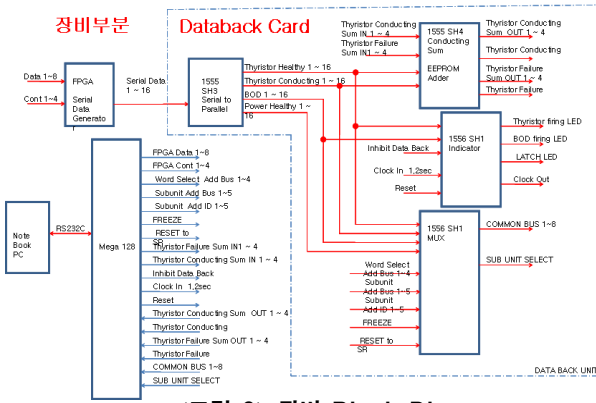 장비부분
Databack Card
Data 1~8
Cont 1~4
FPGA
Serial
Data
Generato
Serial Data
1 ~ 16
1555
SH3
Serial to
Parallel
Thyristor Healthy 1 ~ 16
Thyristor Conducting 1 ~ 16
BOD 1 ~ 16
Power Healthy 1 ~
16
Thyristor Conducting
Sum IN 1 ~ 4
Thyristor Failure
Sum IN1 ~ 4
1555 SH4
Conducting
Sum
EEPROM
Adder
Thyristor Conducting
Sum OUT 1 ~ 4
Thyristor Conducting
Thyristor Failure
Sum OUT 1 ~ 4
Thyristor Failure
Inhibit Data Back
Clock In 1,2sec
Reset
1556 SH1
Indicator
Thyristor firing LED
BOD firing LED
LATCH LED
Clock Out
1556 SH1
MUX
Word Select
Add Bus 1~4
Subunit
Add Bus 1~5
Subunit
Add ID 1~5
FREEZE
RESET to
SR
COMMON BUS 1~8
SUB UNIT SELECT
DATA BACK UNIT
Note
Book
PC
RS232C
Mega 128
FPGA Data 1~8
FPGA Cont 1~4
Word Select Add Bus 1~4
Subunit Add Bus 1~5
Subunit Add ID 1~5
FREEZE
RESET to
SR
Thyristor Failure Sum IN1 ~ 4
Thyristor Conducting Sum IN 1 ~ 4
Inhibit Data Back
Clock In 1,2sec
Reset
Thyristor Conducting Sum OUT 1 ~ 4
Thyristor Conducting
Thyristor Failure Sum OUT 1 ~ 4
Thyristor Failure
COMMON BUS 1~8
SUB UNIT SELECT